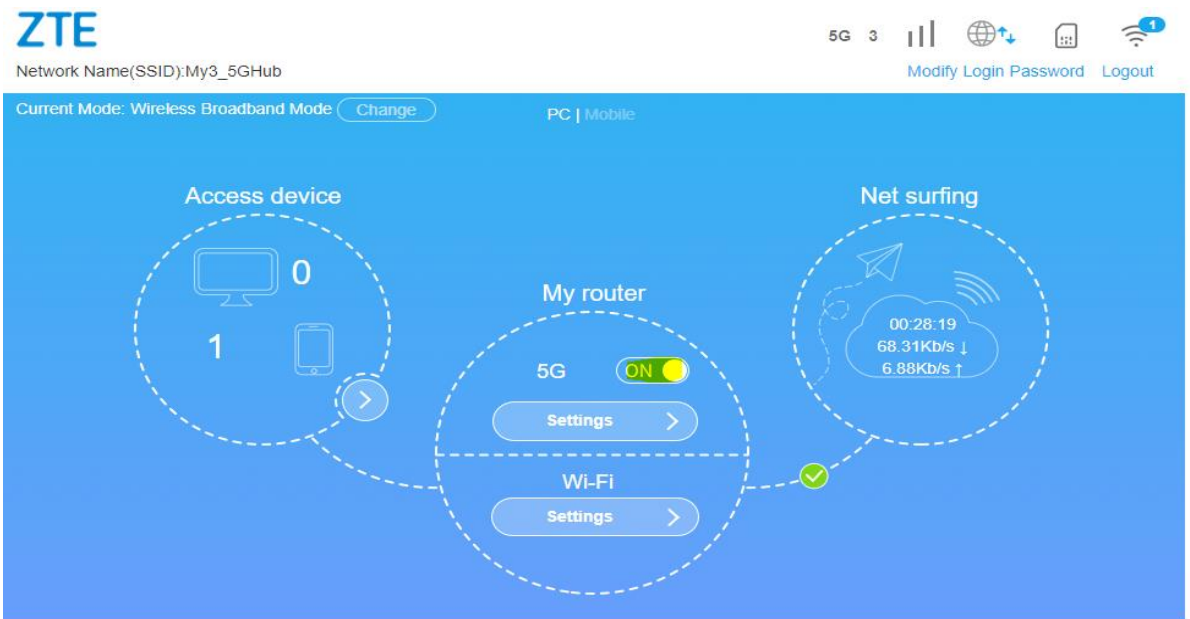 ZTE
5G 3
1
Network Name(SSID):My3_5GHub
Modify Login Password Logout
Current Mode: Wireless Broadband Mode Change
PC | Mobile
Access device
Net surfing
0
My router
1
00:28:19
68.31Kb/s ↓
6.88Kb/s ↑
5G ON
Settings
Wi-Fi
Settings